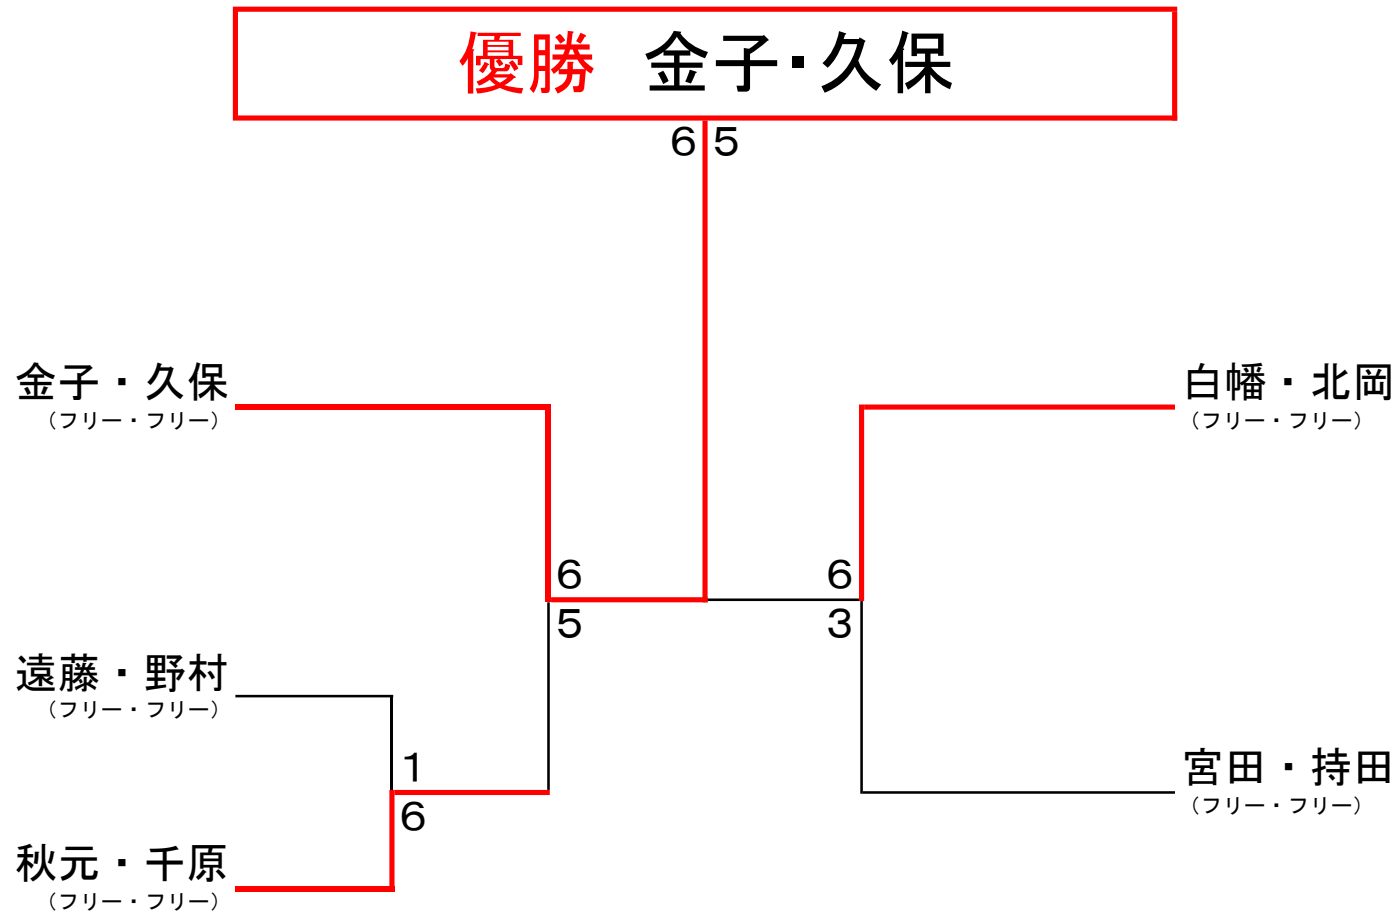 優勝　金子・久保
６ ５
金子・久保
（フリー・フリー）
白幡・北岡
（フリー・フリー）
６
５
６
３
遠藤・野村
（フリー・フリー）
１
６
宮田・持田
（フリー・フリー）
秋元・千原
（フリー・フリー）